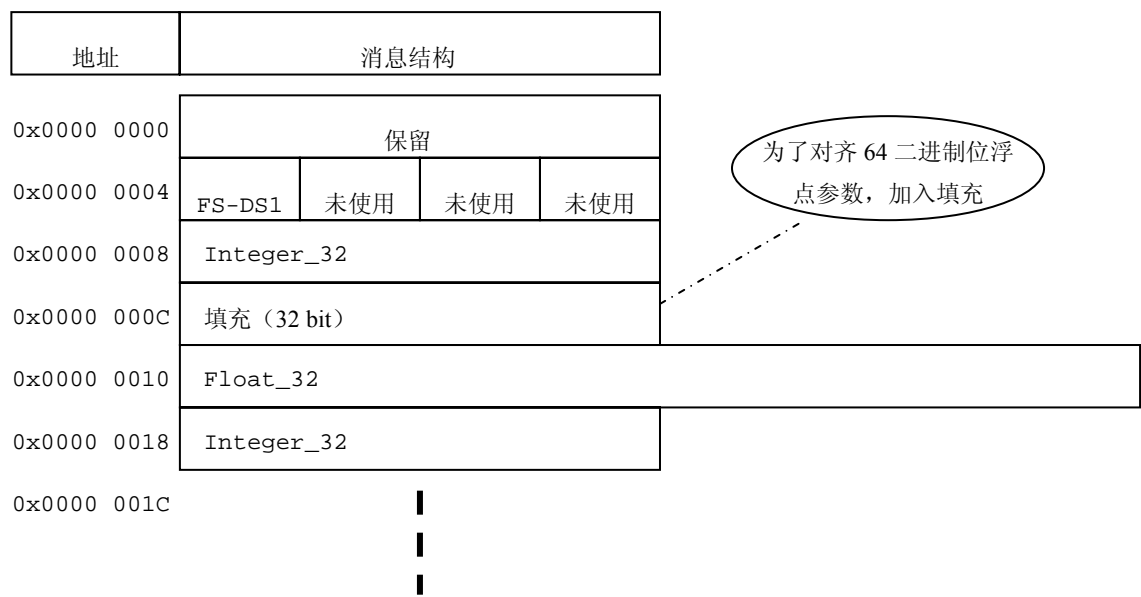 地址 消息结构
0x0000 0000 保留
0x0000 0004 FS-DS1 未使用 未使用 未使用
0x0000 0008 Integer_32
0x0000 000C 填充（32 bit）
0x0000 0010 Float_32
0x0000 0018 Integer_32
0x0000 001C
为了对齐 64 二进制位浮
点参数，加入填充